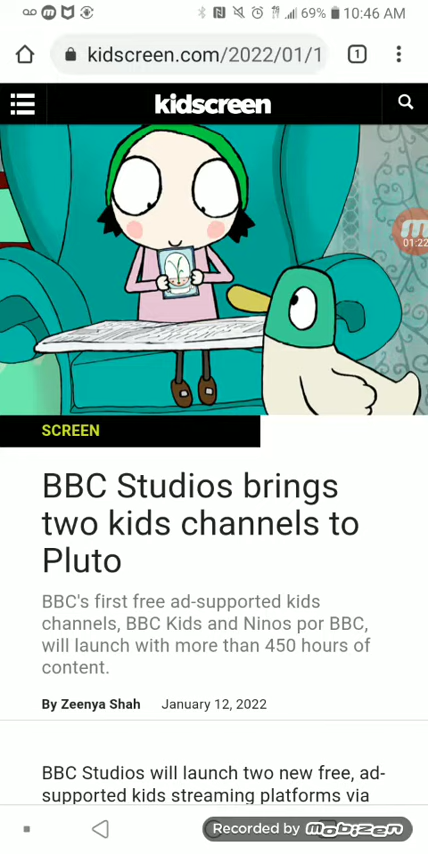 69% 10:46 AM
kidscreen.com/2022/01/1
1
kidscreen
01:22
SCREEN
BBC Studios brings
two kids channels to
Pluto
BBC's first free ad-supported kids
channels, BBC Kids and Ninos por BBC,
will launch with more than 450 hours of
content.
By Zeenya Shah January 12, 2022
BBC Studios will launch two new free, ad-
supported kids streaming platforms via
Recorded by mobizen